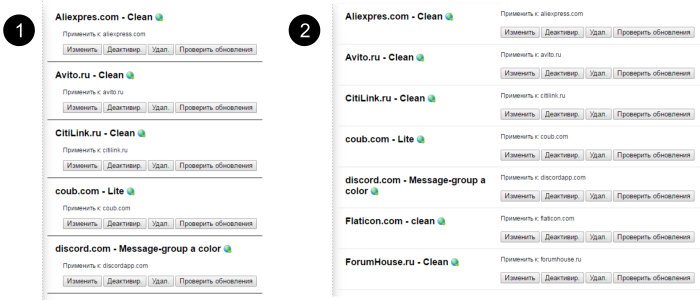 1
Aliexpres.com - Clean
Применить к: aliexpress.com
Изменить Деактивир. Удал. Проверить обновления
Avito.ru - Clean
Применить к: avito.ru
Изменить Деактивир. Удал. Проверить обновления
CitiLink.ru - Clean
Применить к: citilink.ru
Изменить Деактивир. Удал. Проверить обновления
coub.com - Lite
Применить к: coub.com
Изменить Деактивир. Удал. Проверить обновления
discord.com - Message-group a color
Применить к: discordapp.com
Изменить Деактивир. Удал. Проверить обновления
2
Aliexpres.com - Clean
Применить к: aliexpress.com
Изменить Деактивир. Удал. Проверить обновления
Avito.ru - Clean
Применить к: avito.ru
Изменить Деактивир. Удал. Проверить обновления
CitiLink.ru - Clean
Применить к: citilink.ru
Изменить Деактивир. Удал. Проверить обновления
coub.com - Lite
Применить к: coub.com
Изменить Деактивир. Удал. Проверить обновления
discord.com - Message-group a
color
Применить к: discordapp.com
Изменить Деактивир. Удал. Проверить обновления
Flaticon.com - clean
Применить к: flaticon.com
Изменить Деактивир. Удал. Проверить обновления
ForumHouse.ru - Clean
Применить к: forumhouse.ru
Изменить Деактивир. Удал. Проверить обновления